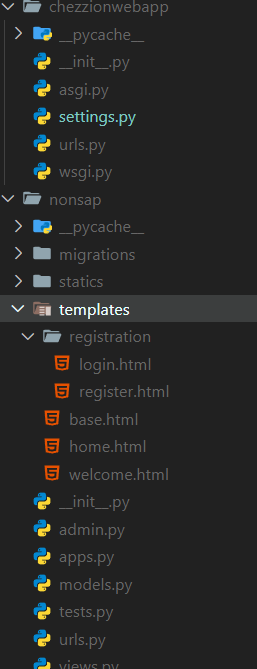 chezzionwebapp
__pycache__
__init__.py
asgi.py
settings.py
urls.py
wsgi.py
nonsap
__pycache__
migrations
statics
templates
registration
login.html
register.html
base.html
home.html
welcome.html
__init__.py
admin.py
apps.py
models.py
tests.py
urls.py
views.py